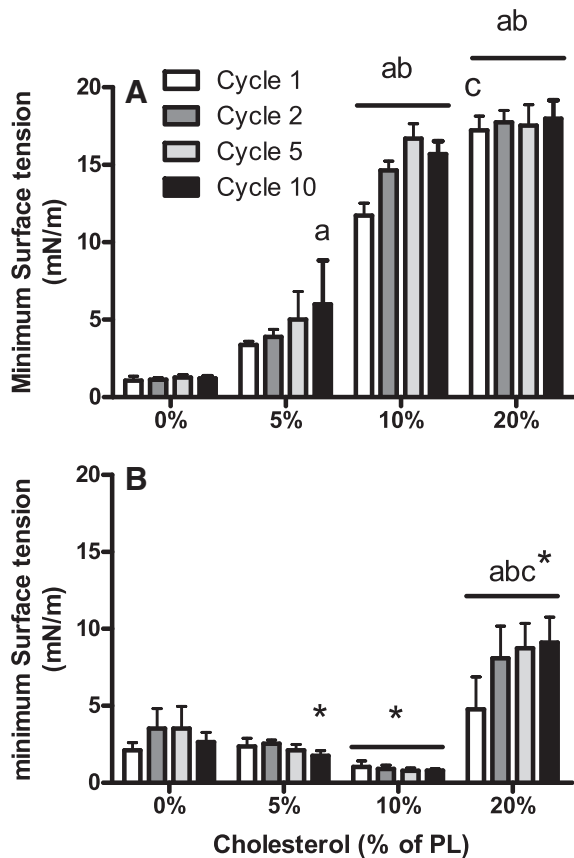 ab
ab
20
A
Cycle 1
c
Cycle 2
15
Cycle 5
Cycle 10
10
a
5
0
0%
5%
10%
20%
Minimum Surface tension
(mN/m)
20
B
15
abc*
10
5
*
*
0
0%
5%
10%
20%
minimum Surface tension
(mN/m)
Cholesterol (% of PL)